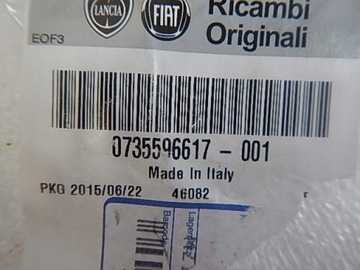 LANCIA
FIAT
Ricambi
Originali
EOF3
0735596617 - 001
Made In Italy
PKG 2015/06/22 46082